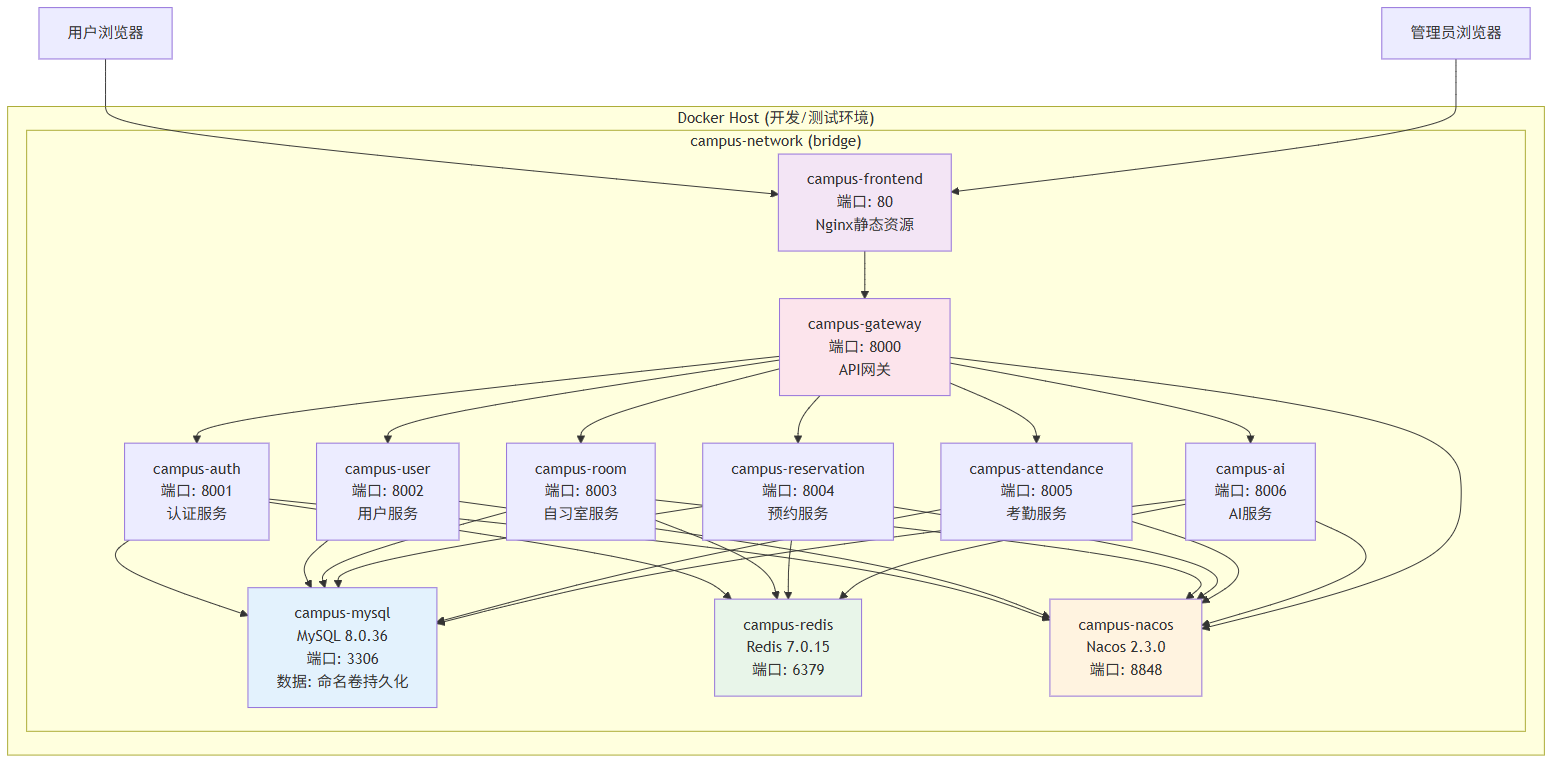 用户浏览器
管理员浏览器
Docker Host (开发/测试环境)
campus-network (bridge)
campus-frontend
端口: 80
Nginx静态资源
campus-gateway
端口: 8000
API网关
campus-auth
端口: 8001
认证服务
campus-user
端口: 8002
用户服务
campus-room
端口: 8003
自习室服务
campus-reservation
端口: 8004
预约服务
campus-attendance
端口: 8005
考勤服务
campus-ai
端口: 8006
AI服务
campus-mysql
MySQL 8.0.36
端口: 3306
数据: 命名卷持久化
campus-redis
Redis 7.0.15
端口: 6379
campus-nacos
Nacos 2.3.0
端口: 8848